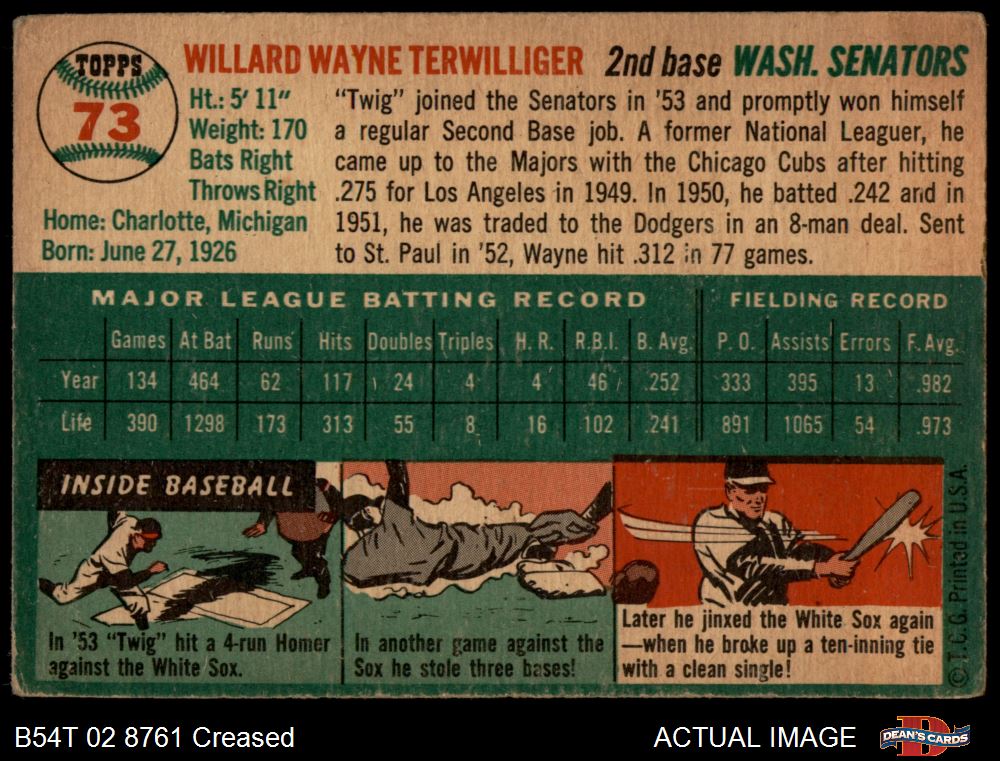 TOPPS
73
WILLARD WAYNE TERWILLIGER 2nd base WASH. SENATORS
Ht.: 5' 11"
Weight: 170
Bats Right
Throws Right
Home: Charlotte, Michigan
Born: June 27, 1926
"Twig" joined the Senators in '53 and promptly won himself
a regular Second Base job. A former National Leaguer, he
came up to the Majors with the Chicago Cubs after hitting
.275 for Los Angeles in 1949. In 1950, he batted .242 and in
1951, he was traded to the Dodgers in an 8-man deal. Sent
to St. Paul in '52, Wayne hit .312 in 77 games.
MAJOR LEAGUE BATTING RECORD FIELDING RECORD
Games At Bat Runs Hits Doubles Triples H. R. R.B.I. B. Avg. P. O. Assists Errors F. Avg.
Year 134 464 62 117 24 4 4 46 .252 333 395 13 .982
Life 390 1298 173 313 55 8 16 102 .241 891 1065 54 .973
INSIDE BASEBALL
In '53 "Twig" hit a 4-run Homer
against the White Sox.
In another game against the
Sox he stole three bases!
Later he jinxed the White Sox again
—when he broke up a ten-inning tie
with a clean single!
© T. C. G. Printed in U.S.A.
B54T 02 8761 Creased
ACTUAL IMAGE
DEAN'S CARDS